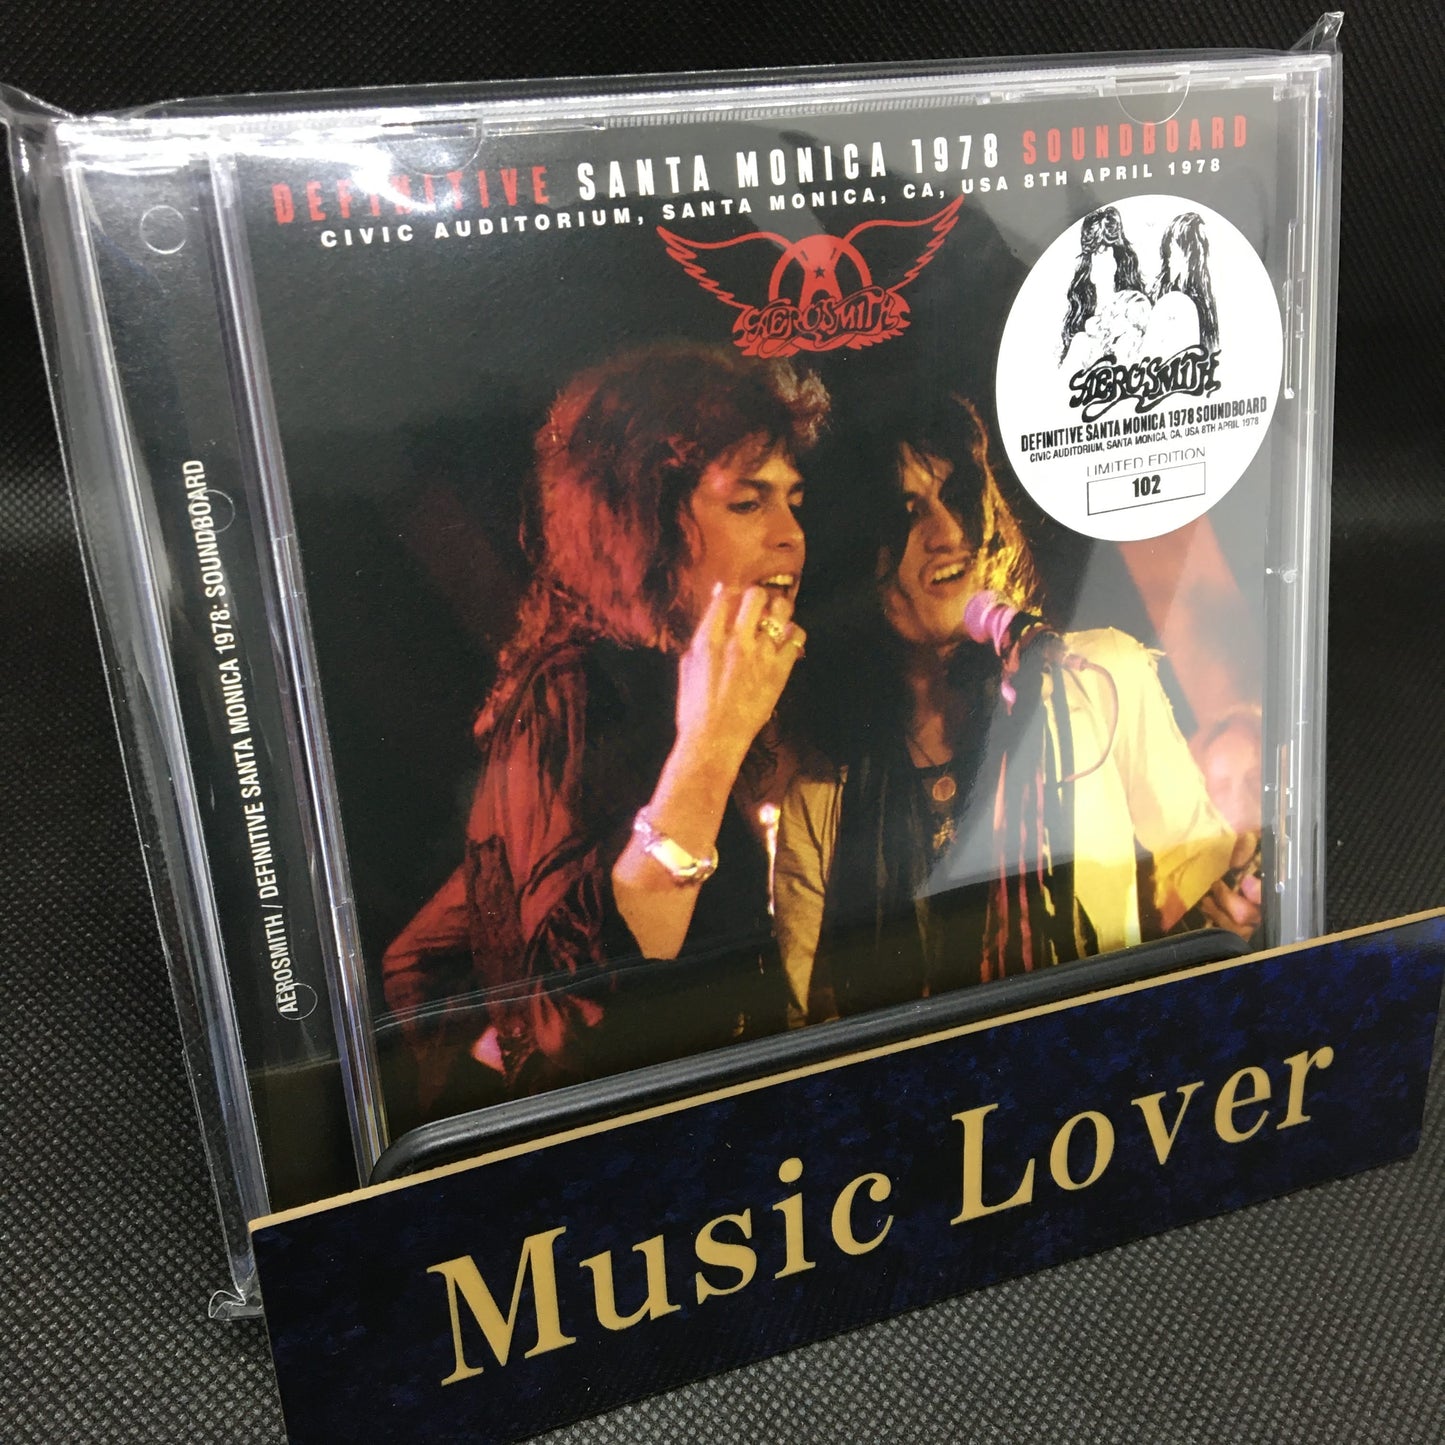 DEFINITIVE SANTA MONICA 1978 SOUNDBOARD
CIVIC AUDITORIUM, SANTA MONICA, CA, USA 8TH APRIL 1978
AEROSMITH
AEROSMITH
DEFINITIVE SANTA MONICA 1978 SOUNDBOARD
CIVIC AUDITORIUM, SANTA MONICA, CA, USA 8TH APRIL 1978
LIMITED EDITION
102
AEROSMITH / DEFINITIVE SANTA MONICA 1978: SOUNDBOARD
Music Lover